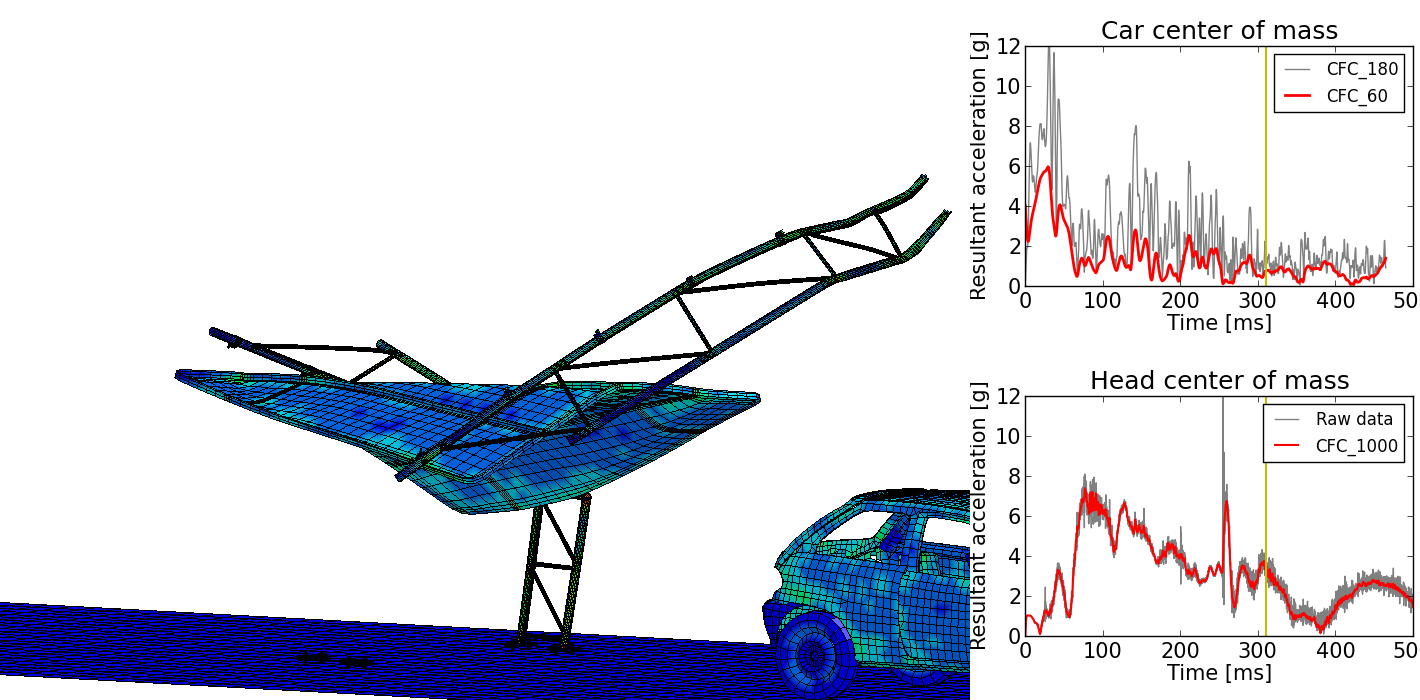 Car center of mass
Resultant acceleration [g]
12
10
8
6
4
2
0
CFC_180
CFC_60
0 100 200 300 400 50
Time [ms]
Head center of mass
Resultant acceleration [g]
12
10
8
6
4
2
0
Raw data
CFC_1000
0 100 200 300 400 50
Time [ms]